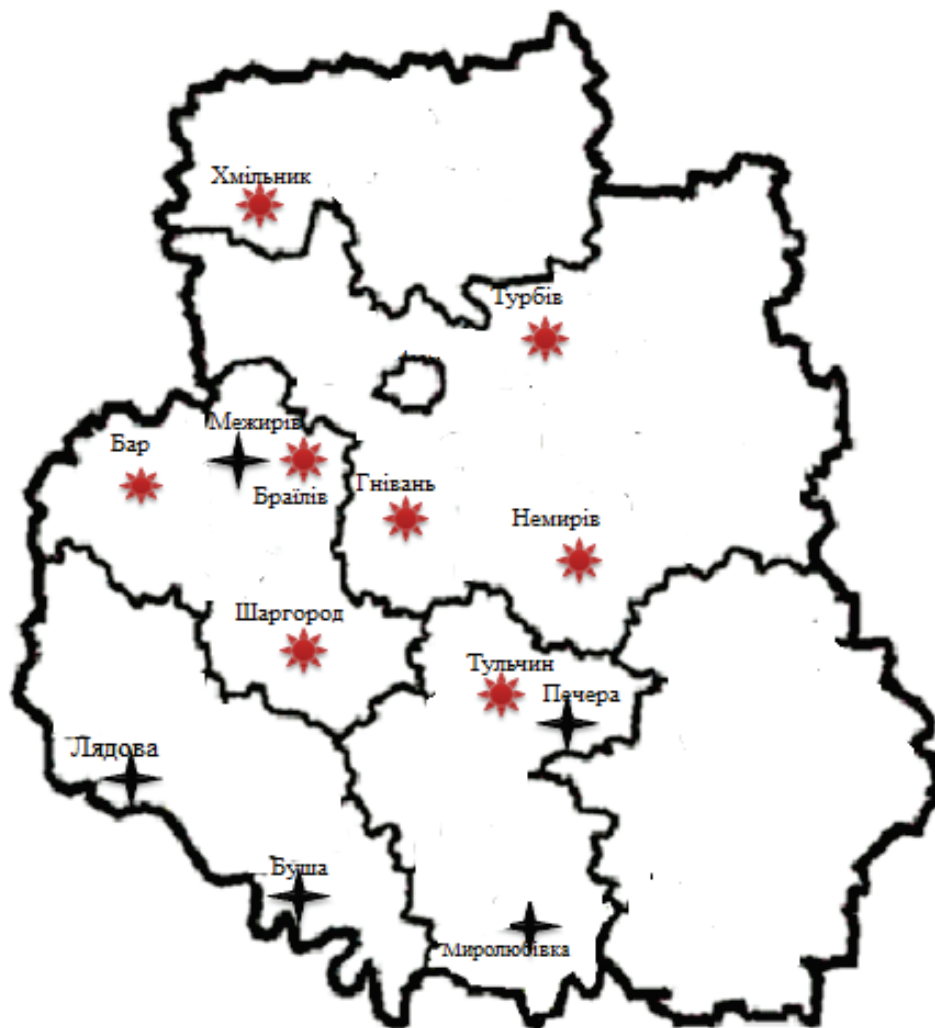 Хмільник
Турбів
Межирів
Бар
Браїлів
Гнівань
Немирів
Шаргород
Тульчин
Печера
Лядова
Буша
Миролюбівка